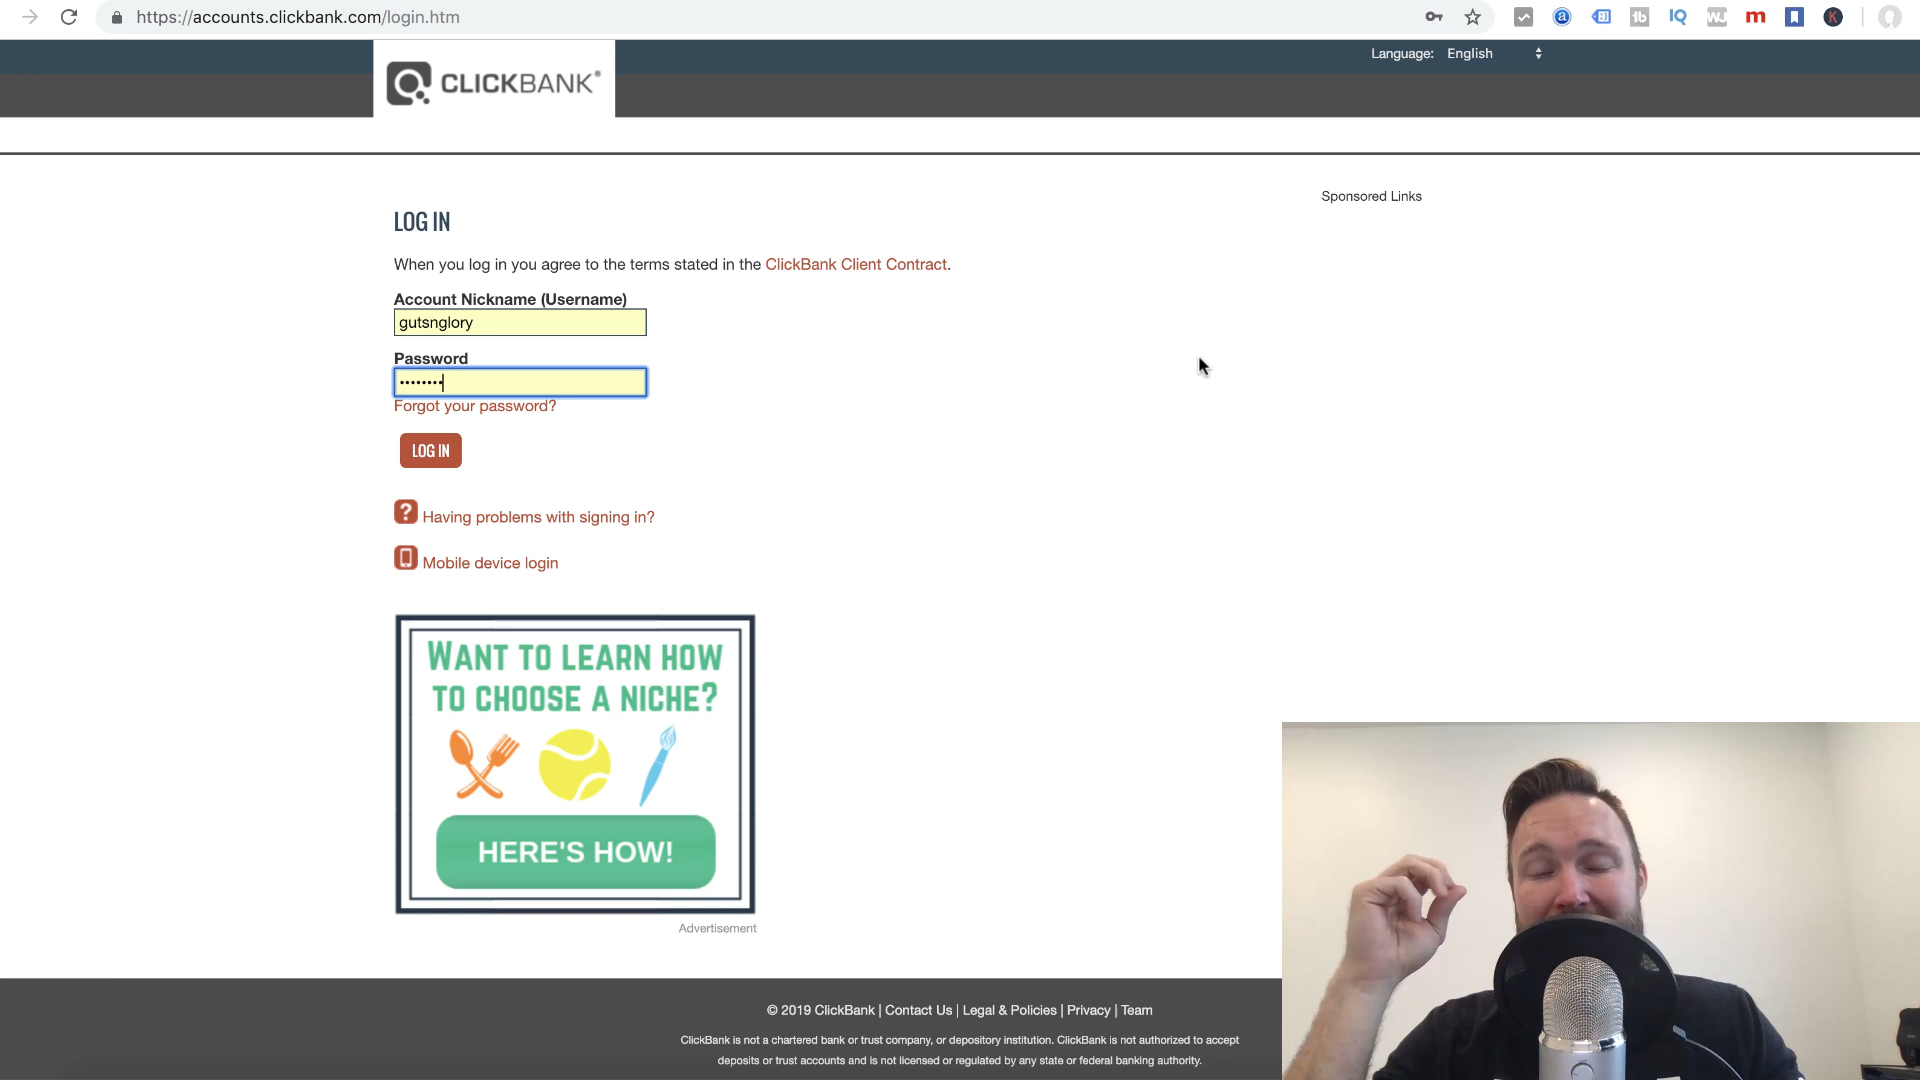 https://accounts.clickbank.com/login.htm
Language: English
CLICKBANK®
Sponsored Links
LOG IN
When you log in you agree to the terms stated in the ClickBank Client Contract.
Account Nickname (Username)
gutsnglory
Password
••••••••
Forgot your password?
LOG IN
? Having problems with signing in?
Mobile device login
WANT TO LEARN HOW
TO CHOOSE A NICHE?
HERE'S HOW!
Advertisement
© 2019 ClickBank | Contact Us | Legal & Policies | Privacy | Team
ClickBank is not a chartered bank or trust company, or depository institution. ClickBank is not authorized to accept
deposits or trust accounts and is not licensed or regulated by any state or federal banking authority.
a
tb
IQ
WJ
m
K